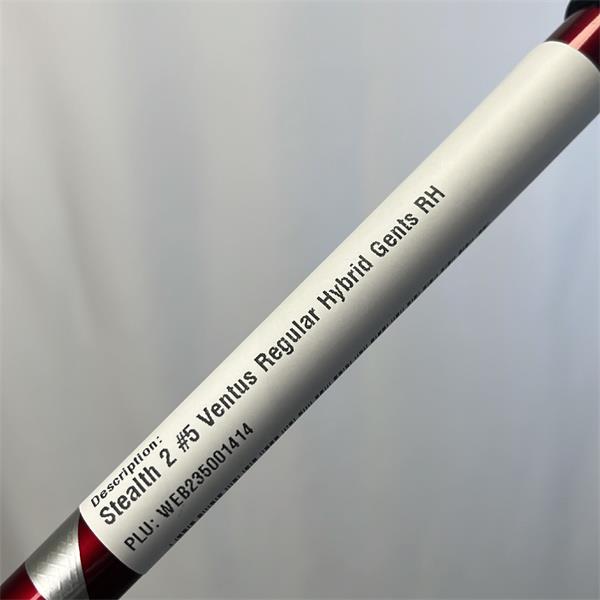 Description:
Stealth 2 #5 Ventus Regular Hybrid Gents RH
PLU: WEB235001414